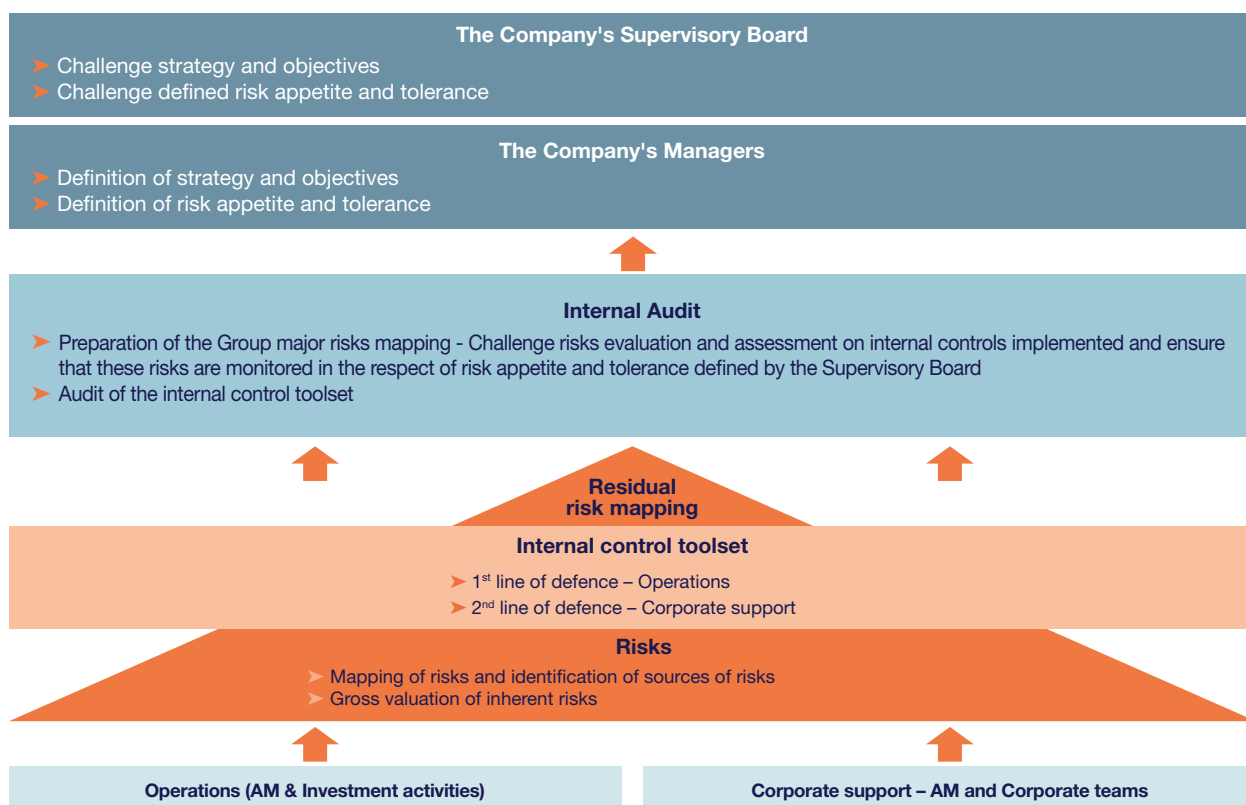 The Company's Supervisory Board
➤ Challenge strategy and objectives
➤ Challenge defined risk appetite and tolerance
The Company's Managers
➤ Definition of strategy and objectives
➤ Definition of risk appetite and tolerance
Internal Audit
➤ Preparation of the Group major risks mapping - Challenge risks evaluation and assessment on internal controls implemented and ensure
that these risks are monitored in the respect of risk appetite and tolerance defined by the Supervisory Board
➤ Audit of the internal control toolset
Residual
risk mapping
Internal control toolset
➤ 1st line of defence – Operations
➤ 2nd line of defence – Corporate support
Risks
➤ Mapping of risks and identification of sources of risks
➤ Gross valuation of inherent risks
Operations (AM & Investment activities)
Corporate support – AM and Corporate teams